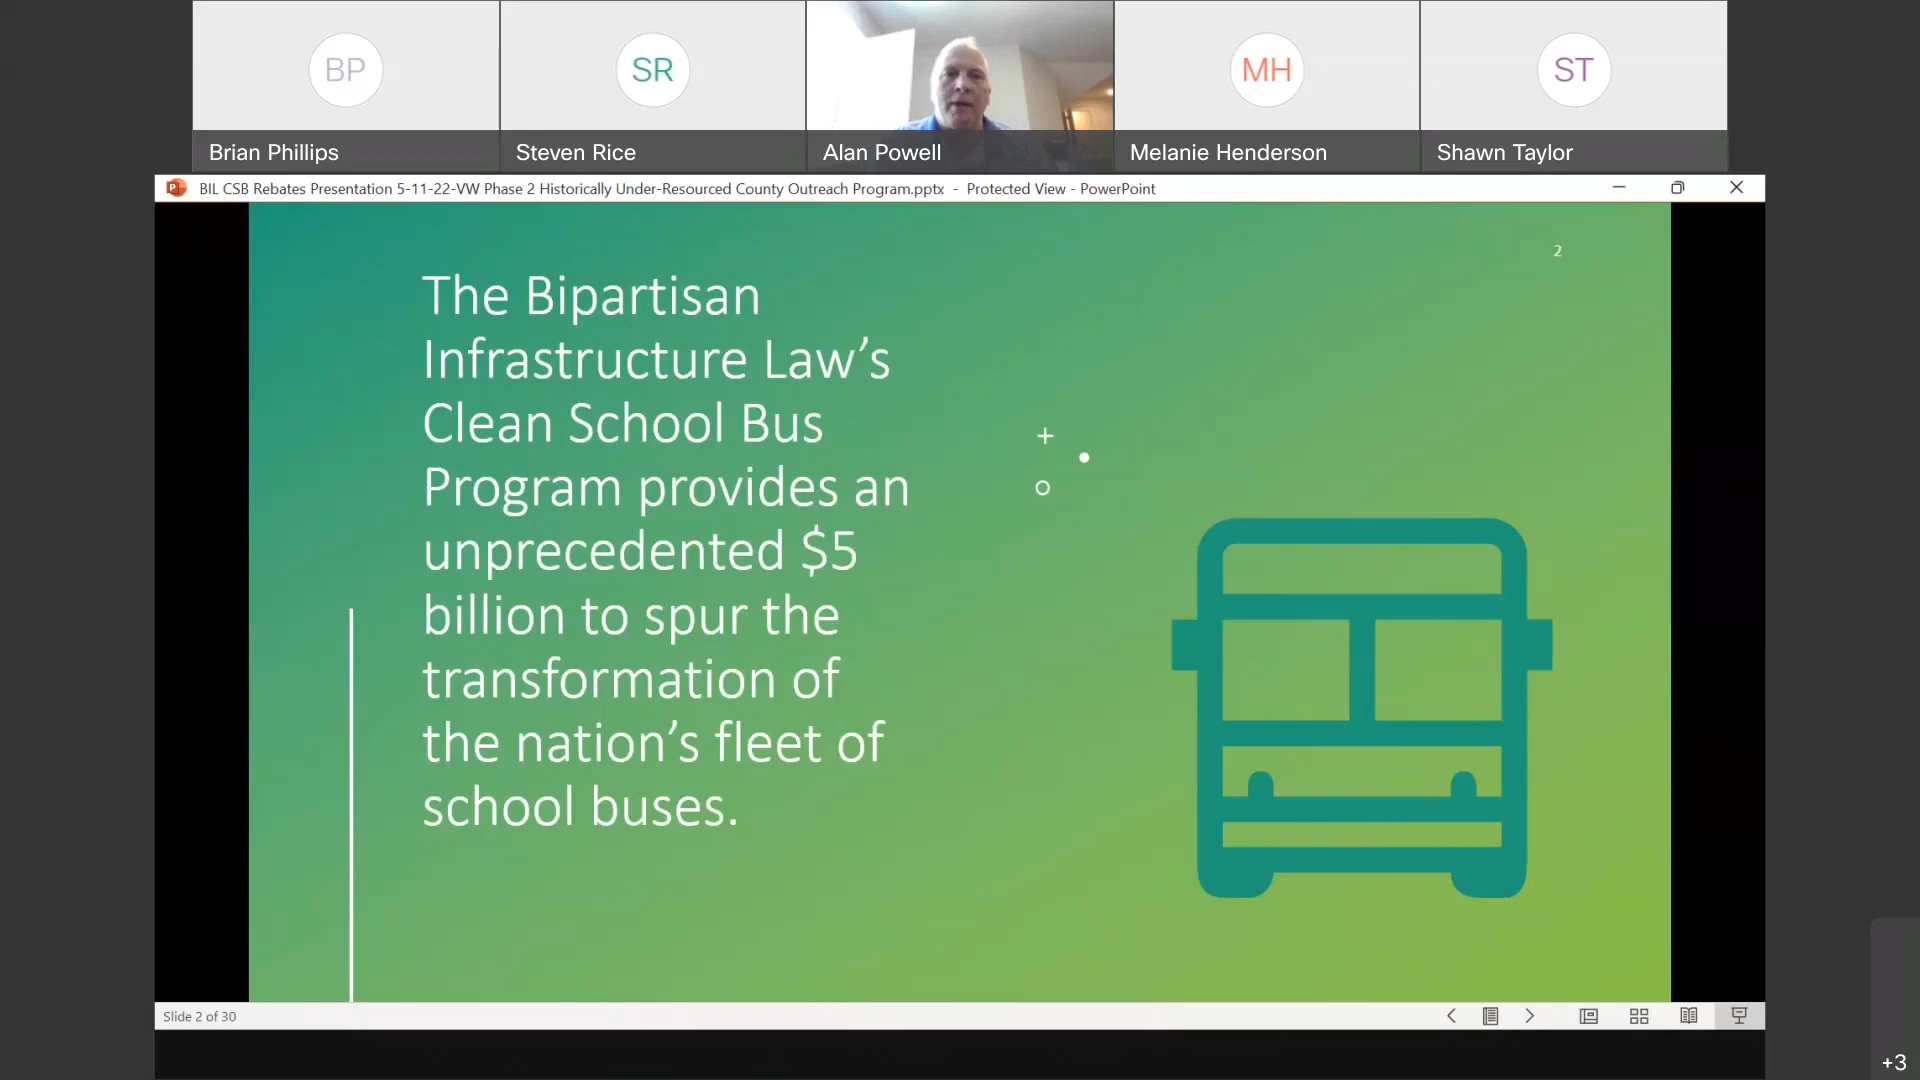 BP
SR
MH
ST
Brian Phillips
Steven Rice
Alan Powell
Melanie Henderson
Shawn Taylor
BIL CSB Rebates Presentation 5-11-22-VW Phase 2 Historically Under-Resourced County Outreach Program.pptx - Protected View - PowerPoint
2
The Bipartisan
Infrastructure Law’s
Clean School Bus
Program provides an
unprecedented $5
billion to spur the
transformation of
the nation’s fleet of
school buses.
Slide 2 of 30
+3